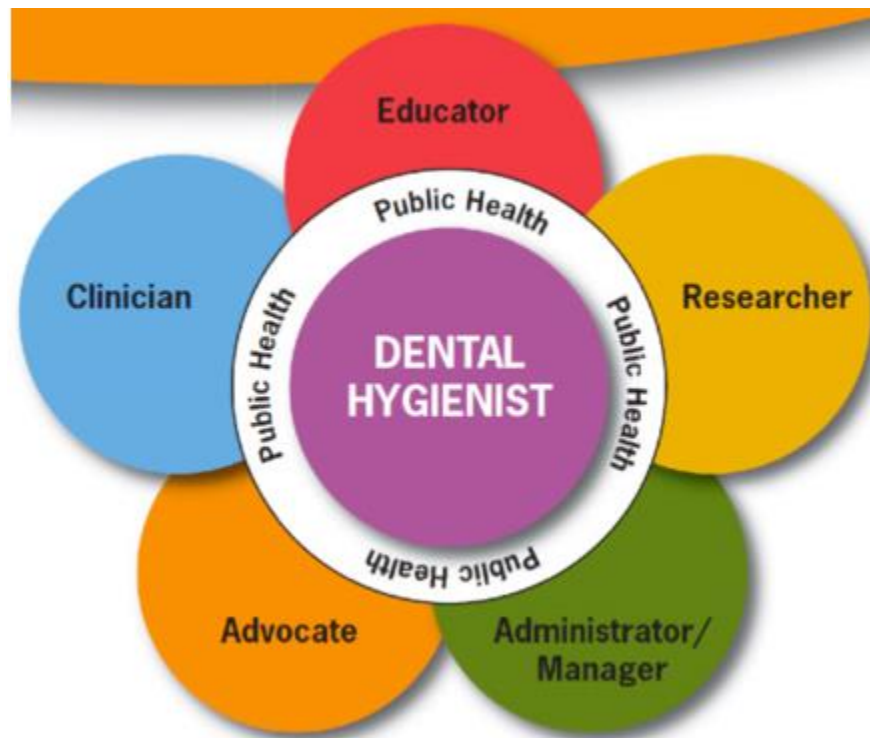 Educator
Public Health
Clinician
Researcher
Public Health
DENTAL
HYGIENIST
Public Health
Public Health
Advocate
Administrator/
Manager